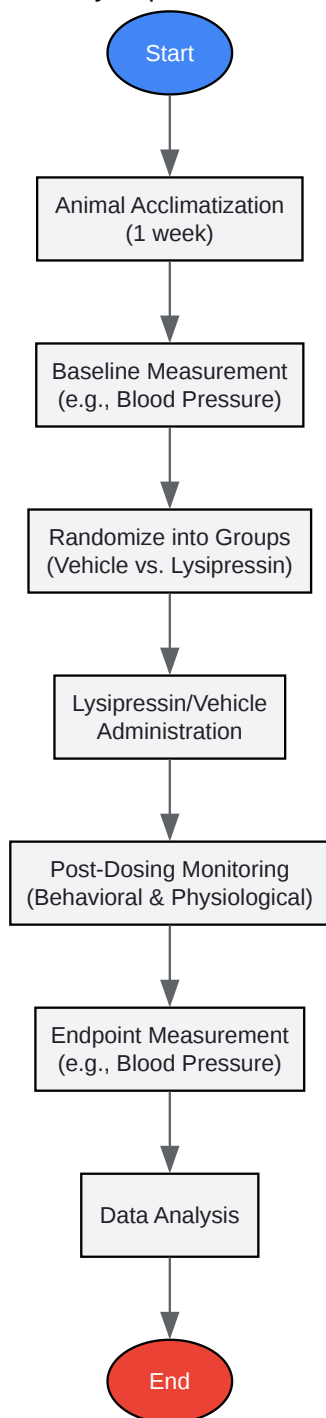 Start
Animal Acclimatization
(1 week)
Baseline Measurement
(e.g., Blood Pressure)
Randomize into Groups
(Vehicle vs. Lysipressin)
Lysipressin/Vehicle
Administration
Post-Dosing Monitoring
(Behavioral & Physiological)
Endpoint Measurement
(e.g., Blood Pressure)
Data Analysis
End